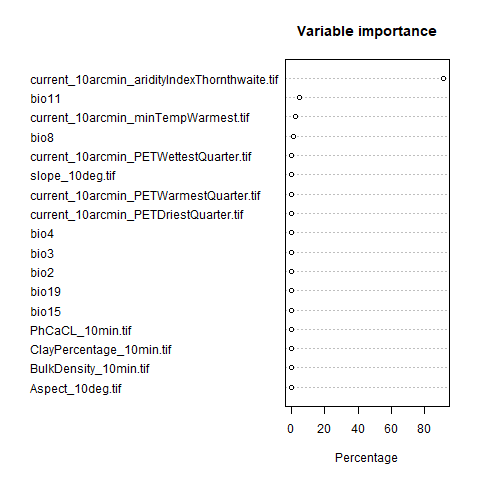 Variable importance
current_10arcmin_aridityIndexThornthwaite.tif
bio11
current_10arcmin_minTempWarmest.tif
bio8
current_10arcmin_PETWettestQuarter.tif
slope_10deg.tif
current_10arcmin_PETWarmestQuarter.tif
current_10arcmin_PETDriestQuarter.tif
bio4
bio3
bio2
bio19
bio15
PhCaCL_10min.tif
ClayPercentage_10min.tif
BulkDensity_10min.tif
Aspect_10deg.tif
0 20 40 60 80
Percentage